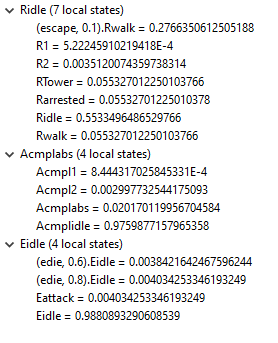 Ridle (7 local states)
(escape, 0.1).Rwalk = 0.2766350612505188
R1 = 5.22245910219418E-4
R2 = 0.0035120074359738314
RTower = 0.055327012250103766
Rarrested = 0.05532701225010378
Ridle = 0.5533496486529766
Rwalk = 0.055327012250103766
Acmplabs (4 local states)
Acmpl1 = 8.444317025845331E-4
Acmpl2 = 0.002997732544175093
Acmplabs = 0.020170119956704584
Acmplidle = 0.9759877157965358
Eidle (4 local states)
(edie, 0.6).Eidle = 0.0038421642467596244
(edie, 0.8).Eidle = 0.004034253346193249
Eattack = 0.004034253346193249
Eidle = 0.9880893290608539